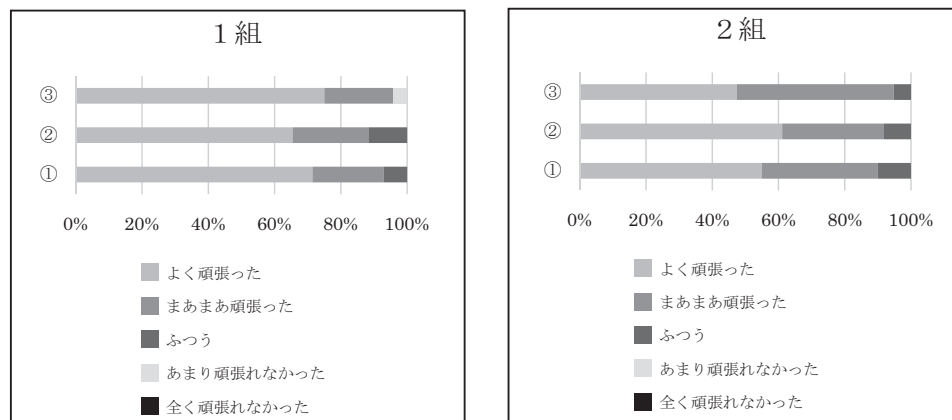 1組
③
②
①
0% 20% 40% 60% 80% 100%
よく頑張った
まあまあ頑張った
ふつう
あまり頑張れなかった
全く頑張れなかった
2組
③
②
①
0% 20% 40% 60% 80% 100%
よく頑張った
まあまあ頑張った
ふつう
あまり頑張れなかった
全く頑張れなかった